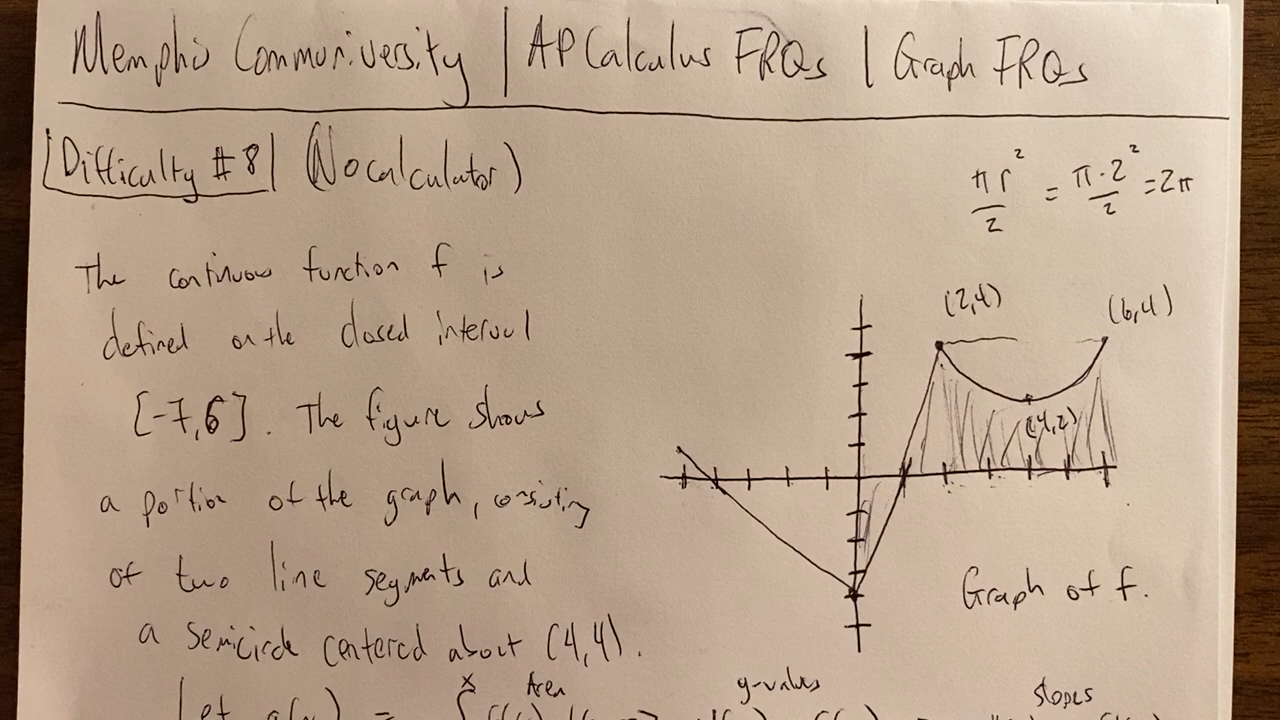 Memphis Communiversity | AP Calculus FRQs | Graph FRQs
Difficulty #8 (No calculator)
πr²/2 = π·2²/2 = 2π
The continuous function f is
defined on the closed interval
[-7,6]. The figure shows
a portion of the graph, consisting
of two line segments and
a semicircle centered about (4,4).
(2,4)
(6,4)
(4,2)
Graph of f.
x Area y-values slopes
Let